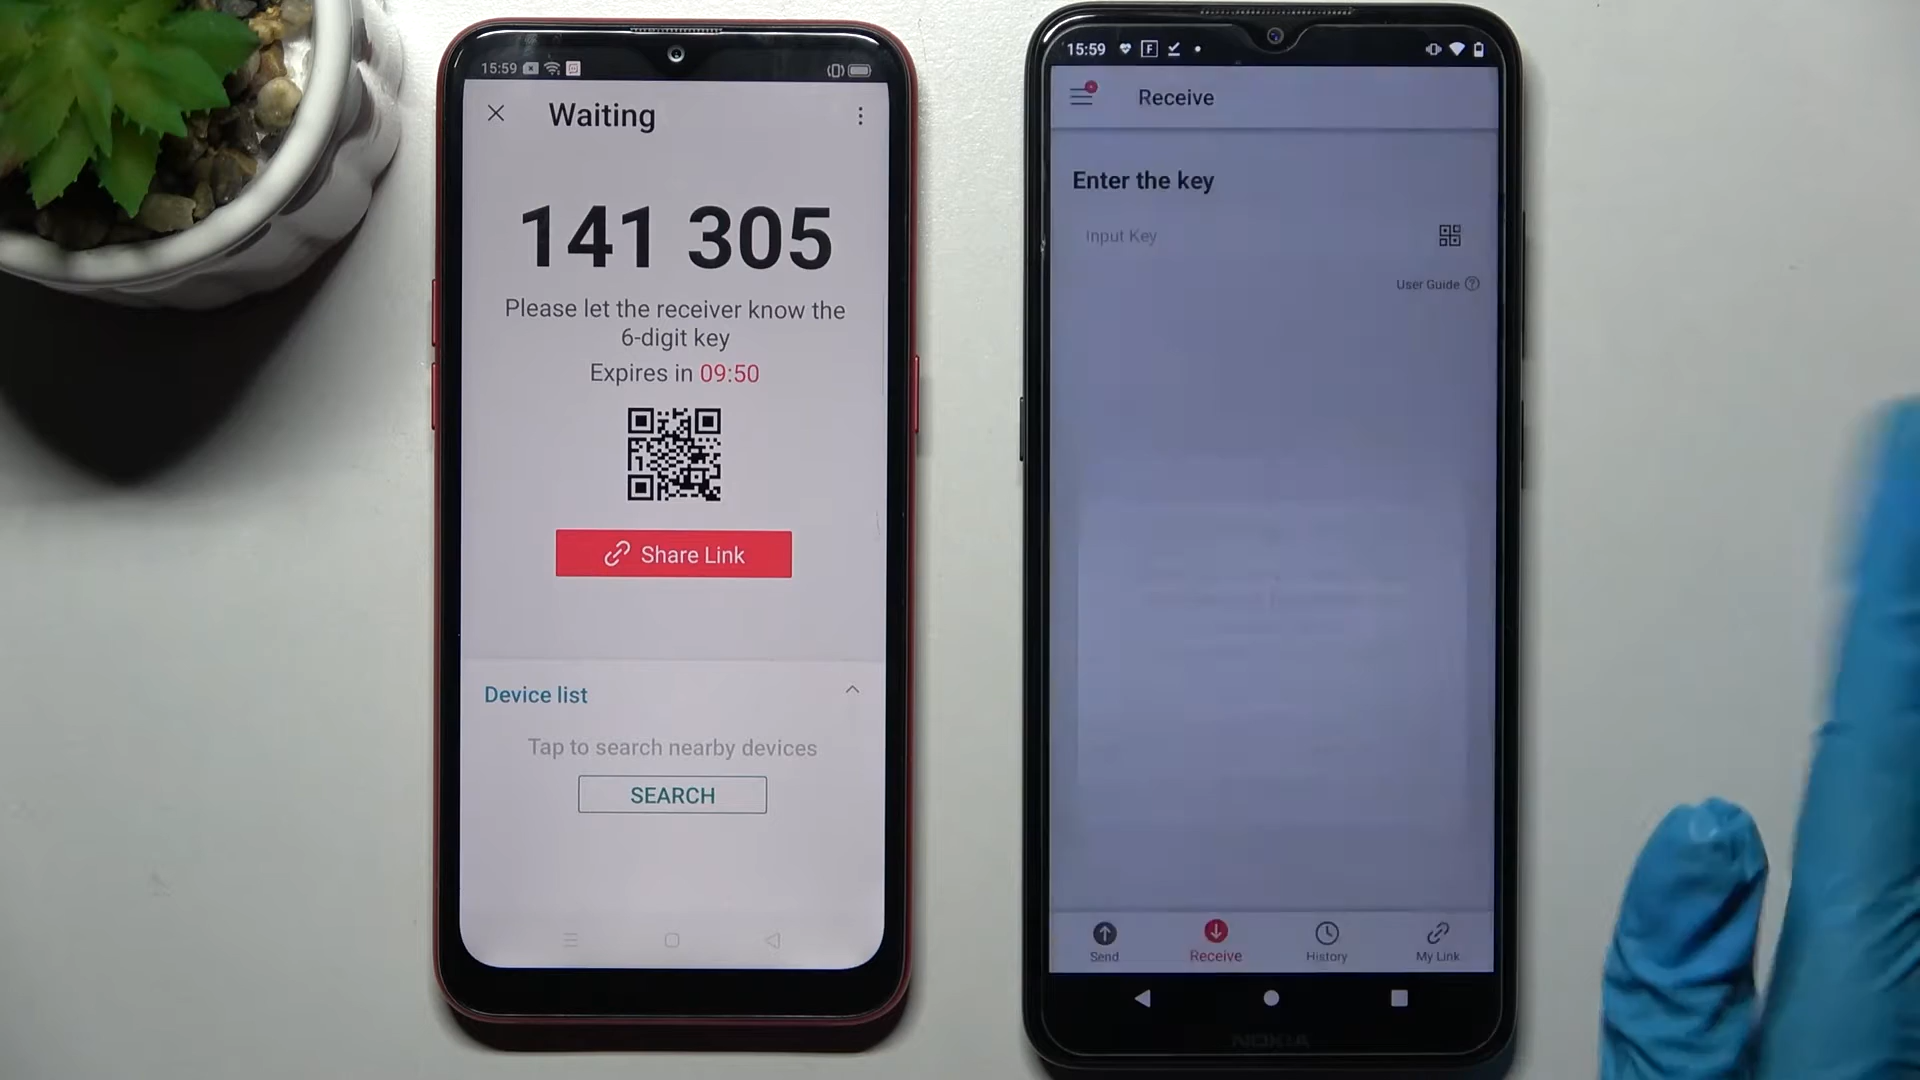 15:59
Waiting
141 305
Please let the receiver know the
6-digit key
Expires in 09:50
Share Link
Device list
Tap to search nearby devices
SEARCH
15:59
F
Receive
Enter the key
Input Key
User Guide ?
Send
Receive
History
My Link
NOKIA